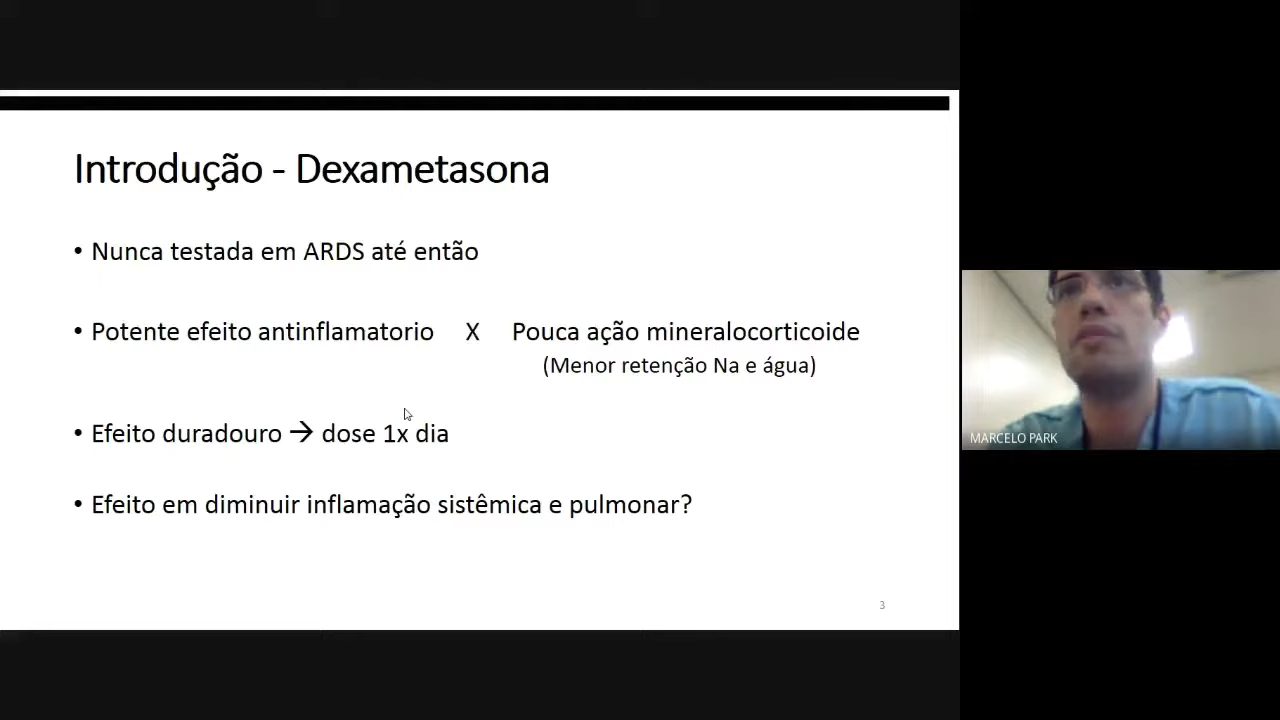 Introdução - Dexametasona
• Nunca testada em ARDS até então
• Potente efeito antinflamatorio X Pouca ação mineralocorticoide
(Menor retenção Na e água)
• Efeito duradouro → dose 1x dia
• Efeito em diminuir inflamação sistêmica e pulmonar?
3
MARCELO PARK